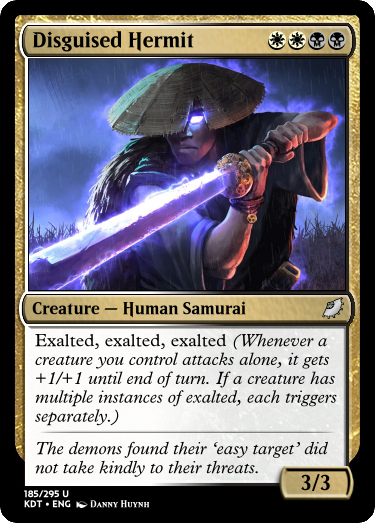 Disguised Hermit
Creature — Human Samurai
Exalted, exalted, exalted (Whenever a
creature you control attacks alone, it gets
+1/+1 until end of turn. If a creature has
multiple instances of exalted, each triggers
separately.)
The demons found their ‘easy target’ did
not take kindly to their threats.
3/3
185/295 U
KDT • ENG Danny Huynh